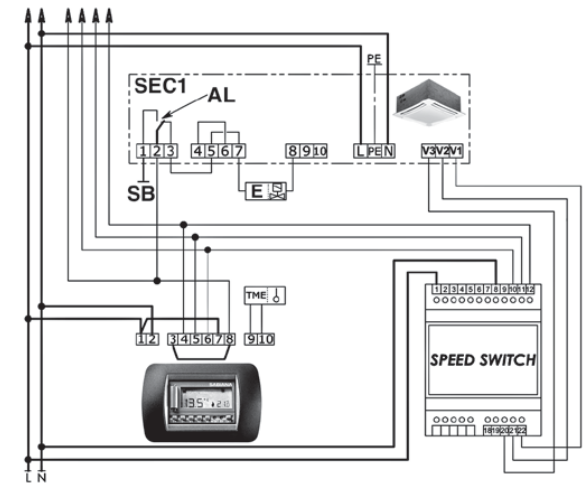 PE
SEC1
AL
1 2 3 4 5 6 7 8 9 10 L PE N V3 V2 V1
SB
E
TME
1 2 3 4 5 6 7 8 9 10
1 2 3 4 5 6 7 8 9 10 11 12
SPEED SWITCH
18 19 20 21 22
L N